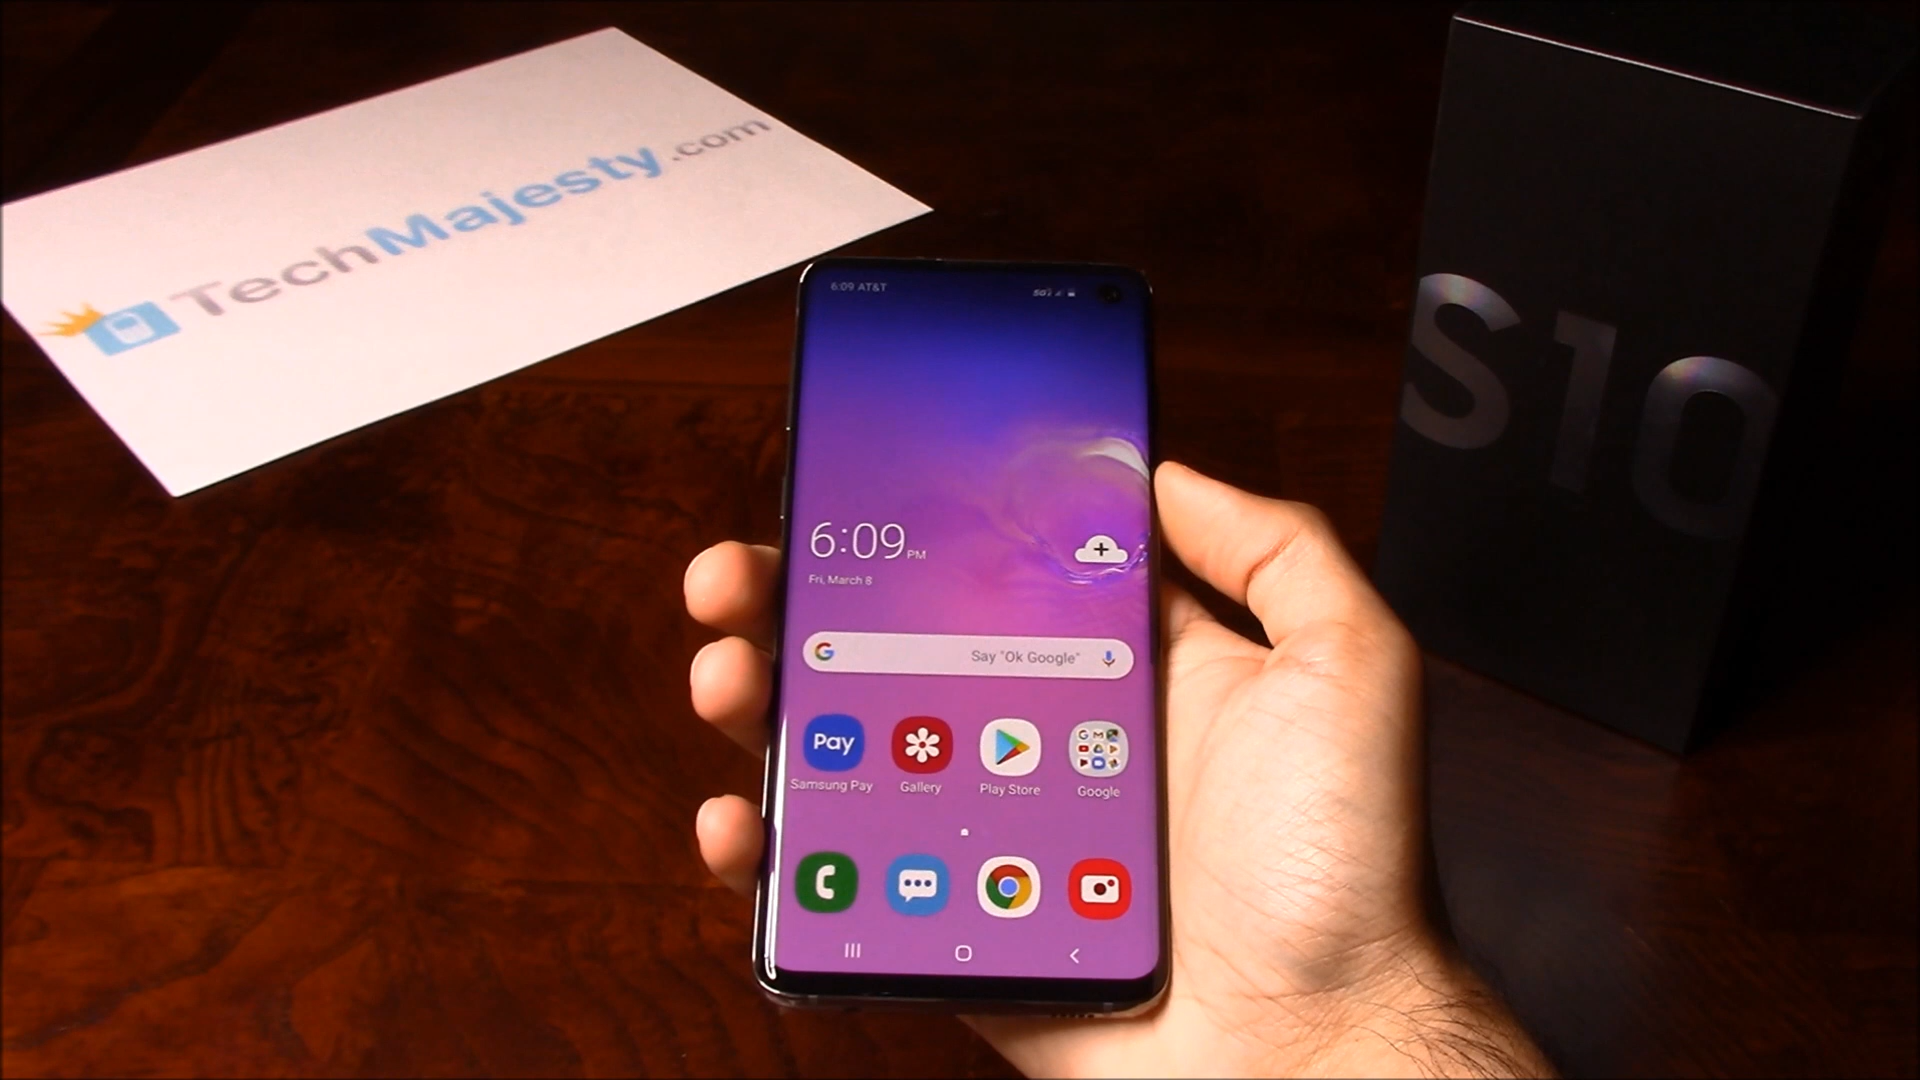 TechMajesty.com
S10
6:09 AT&T
5GE
6:09 PM
Fri, March 8
G Say "Ok Google"
Pay
Samsung Pay
Gallery
Play Store
Google